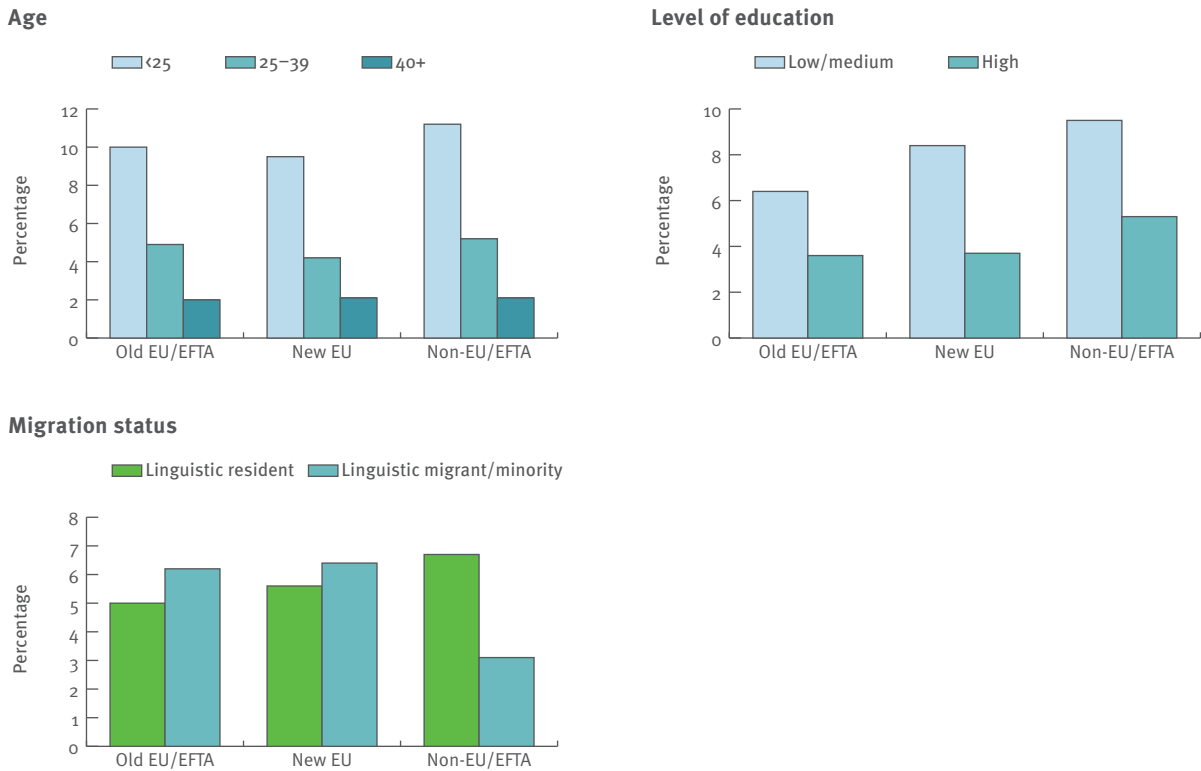 Age
<25 25–39 40+
Percentage
12
10
8
6
4
2
0
Old EU/EFTA New EU Non-EU/EFTA
Level of education
Low/medium High
Percentage
10
8
6
4
2
0
Old EU/EFTA New EU Non-EU/EFTA
Migration status
Linguistic resident Linguistic migrant/minority
Percentage
8
7
6
5
4
3
2
1
0
Old EU/EFTA New EU Non-EU/EFTA